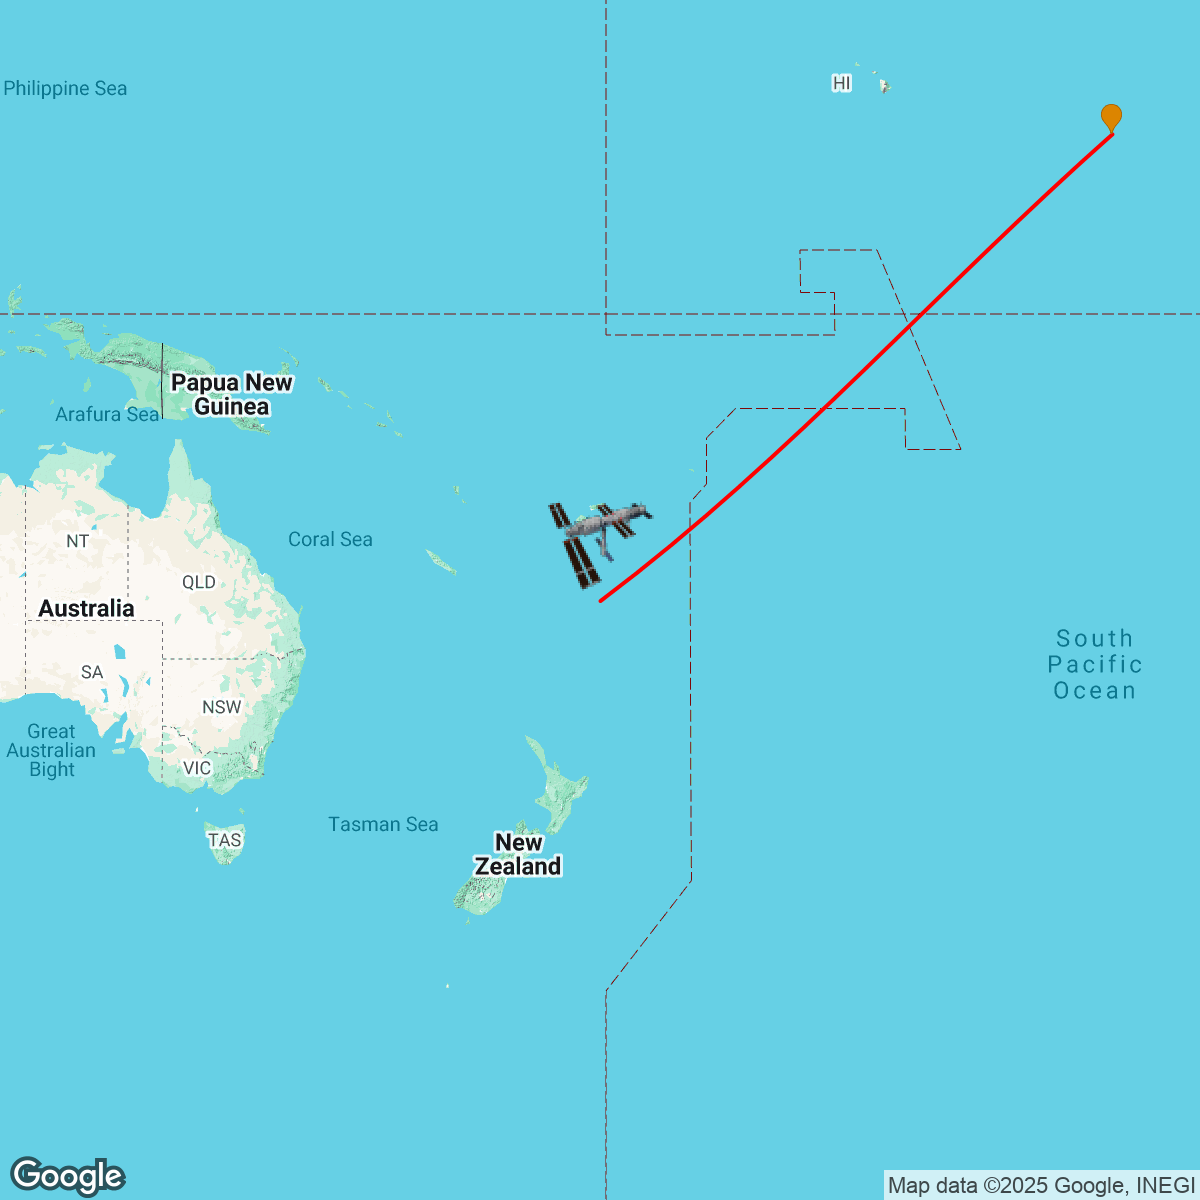 Philippine Sea
HI
Papua New
Guinea
Arafura Sea
NT
Coral Sea
QLD
Australia
South
Pacific
Ocean
SA
NSW
Great
Australian
Bight
VIC
Tasman Sea
TAS
New
Zealand
Google
Map data ©2025 Google, INEGI